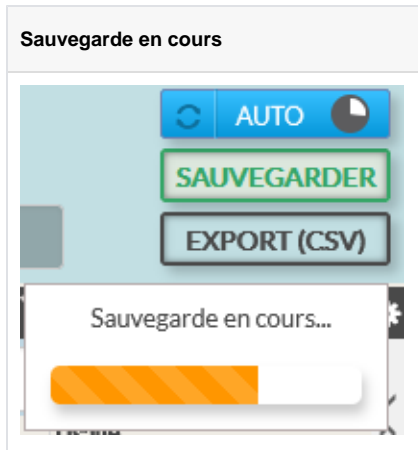 Sauvegarde en cours
AUTO
SAUVEGARDER
EXPORT (CSV)
Sauvegarde en cours...